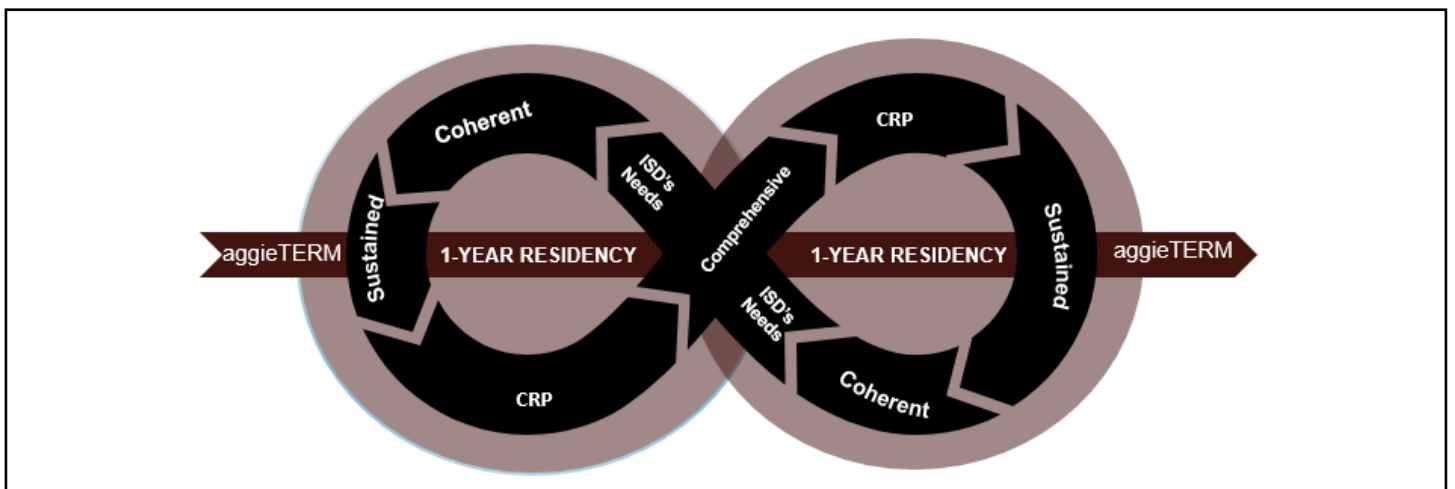 Coherent
CRP
ISD's
Needs
Sustained
Comprehensive
Sustained
aggieTERM
1-YEAR RESIDENCY
1-YEAR RESIDENCY
aggieTERM
ISD's
Needs
CRP
Coherent